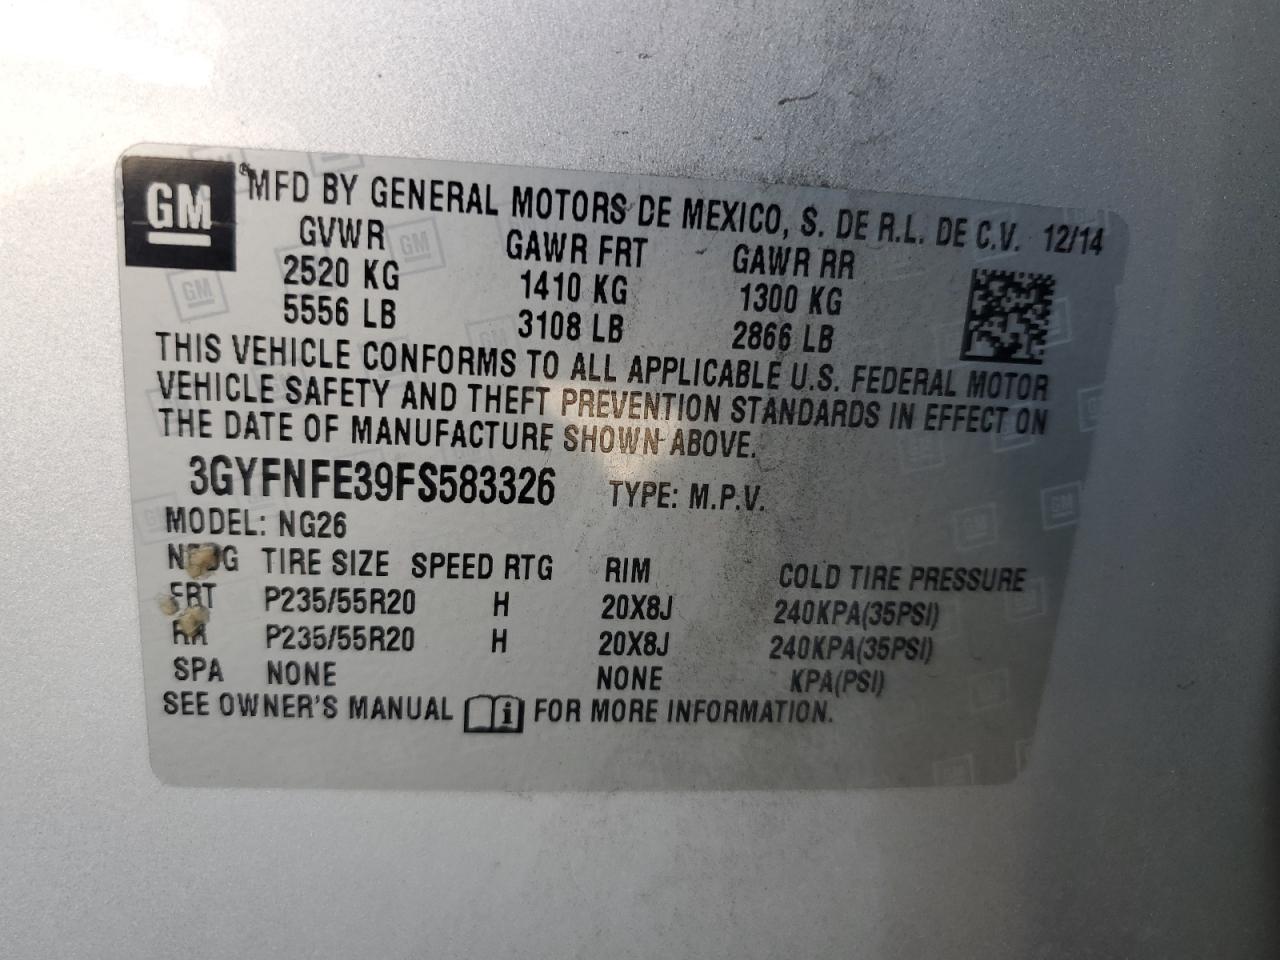 GM
® MFD BY GENERAL MOTORS DE MEXICO, S. DE R.L. DE C.V. 12/14
GVWR GAWR FRT GAWR RR
2520 KG 1410 KG 1300 KG
5556 LB 3108 LB 2866 LB
THIS VEHICLE CONFORMS TO ALL APPLICABLE U.S. FEDERAL MOTOR
VEHICLE SAFETY AND THEFT PREVENTION STANDARDS IN EFFECT ON
THE DATE OF MANUFACTURE SHOWN ABOVE.
3GYFNFE39FS583326 TYPE: M.P.V.
MODEL: NG26
TIRE SIZE SPEED RTG RIM COLD TIRE PRESSURE
FRT P235/55R20 H 20X8J 240KPA(35PSI)
P235/55R20 H 20X8J 240KPA(35PSI)
SPA NONE NONE KPA(PSI)
SEE OWNER'S MANUAL i FOR MORE INFORMATION.